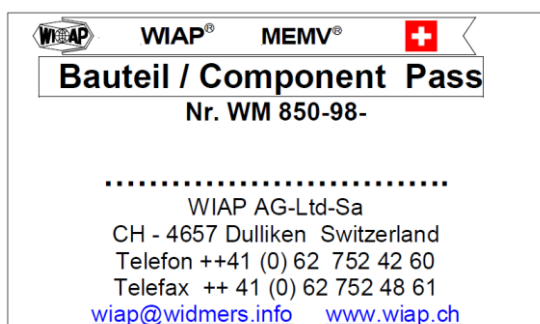 WIAP WIAP® MEMV®
Bauteil / Component Pass
Nr. WM 850-98-
................................
WIAP AG-Ltd-Sa
CH - 4657 Dulliken Switzerland
Telefon ++41 (0) 62 752 42 60
Telefax ++ 41 (0) 62 752 48 61
wiap@widmers.info www.wiap.ch